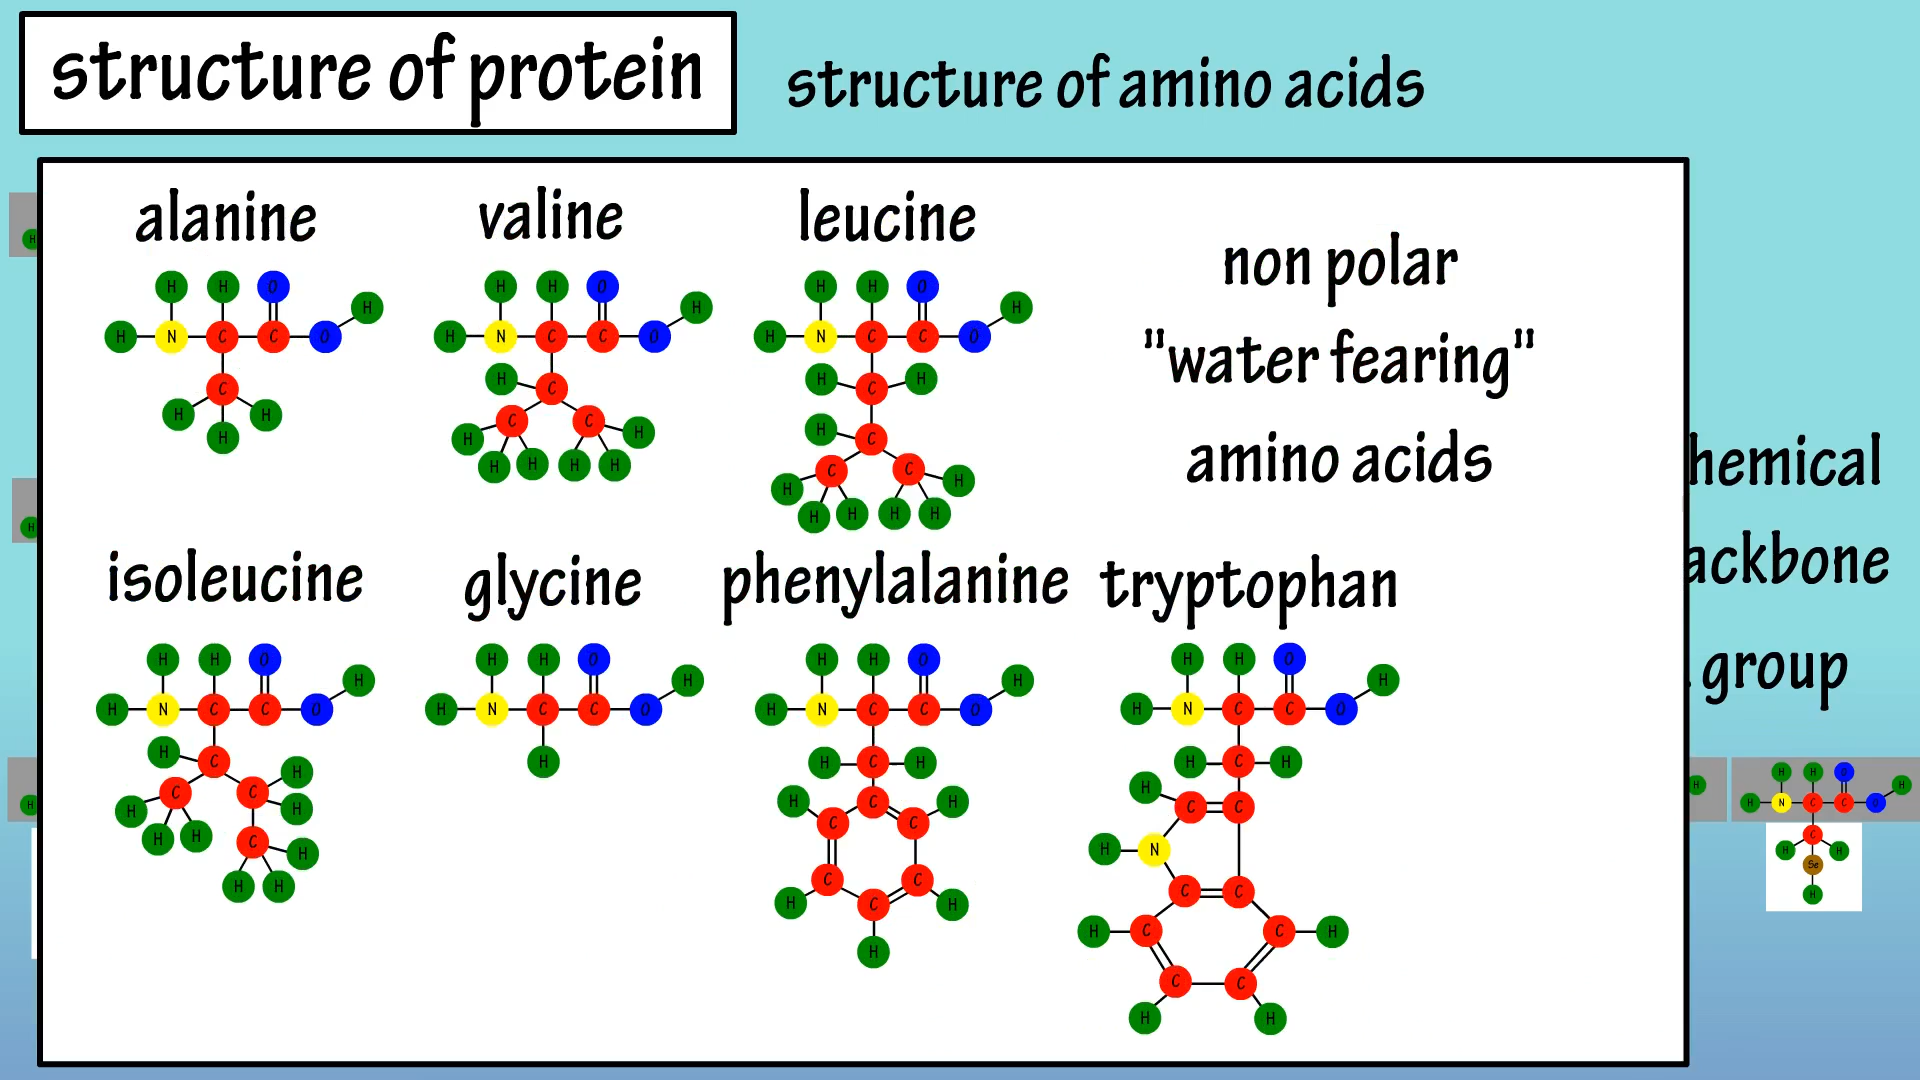 structure of protein
structure of amino acids
alanine
valine
leucine
non polar
"water fearing"
amino acids
isoleucine
glycine
phenylalanine
tryptophan
hemical
ackbone
group